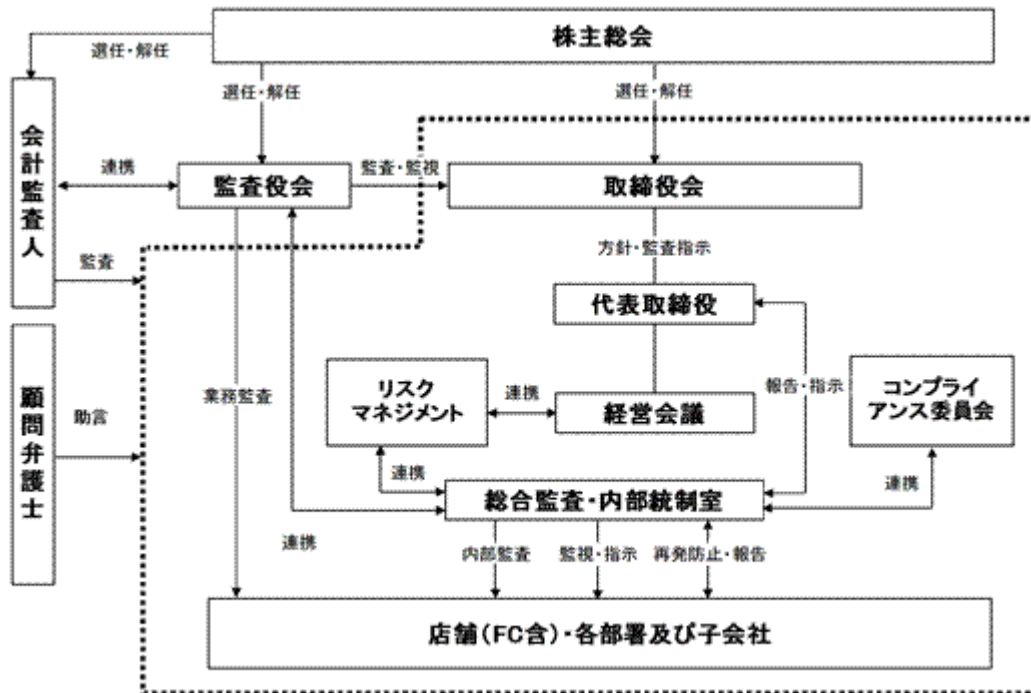 株主総会
選任・解任
選任・解任
選任・解任
会計監査人
連携
監査役会
監査・監視
取締役会
方針・監査指示
監査
代表取締役
顧問弁護士
助言
業務監査
リスク
マネジメント
連携
経営会議
報告・指示
コンプライ
アンス委員会
連携
連携
総合監査・内部統制室
連携
内部監査
監視・指示
再発防止・報告
店舗(FC含)・各部署及び子会社